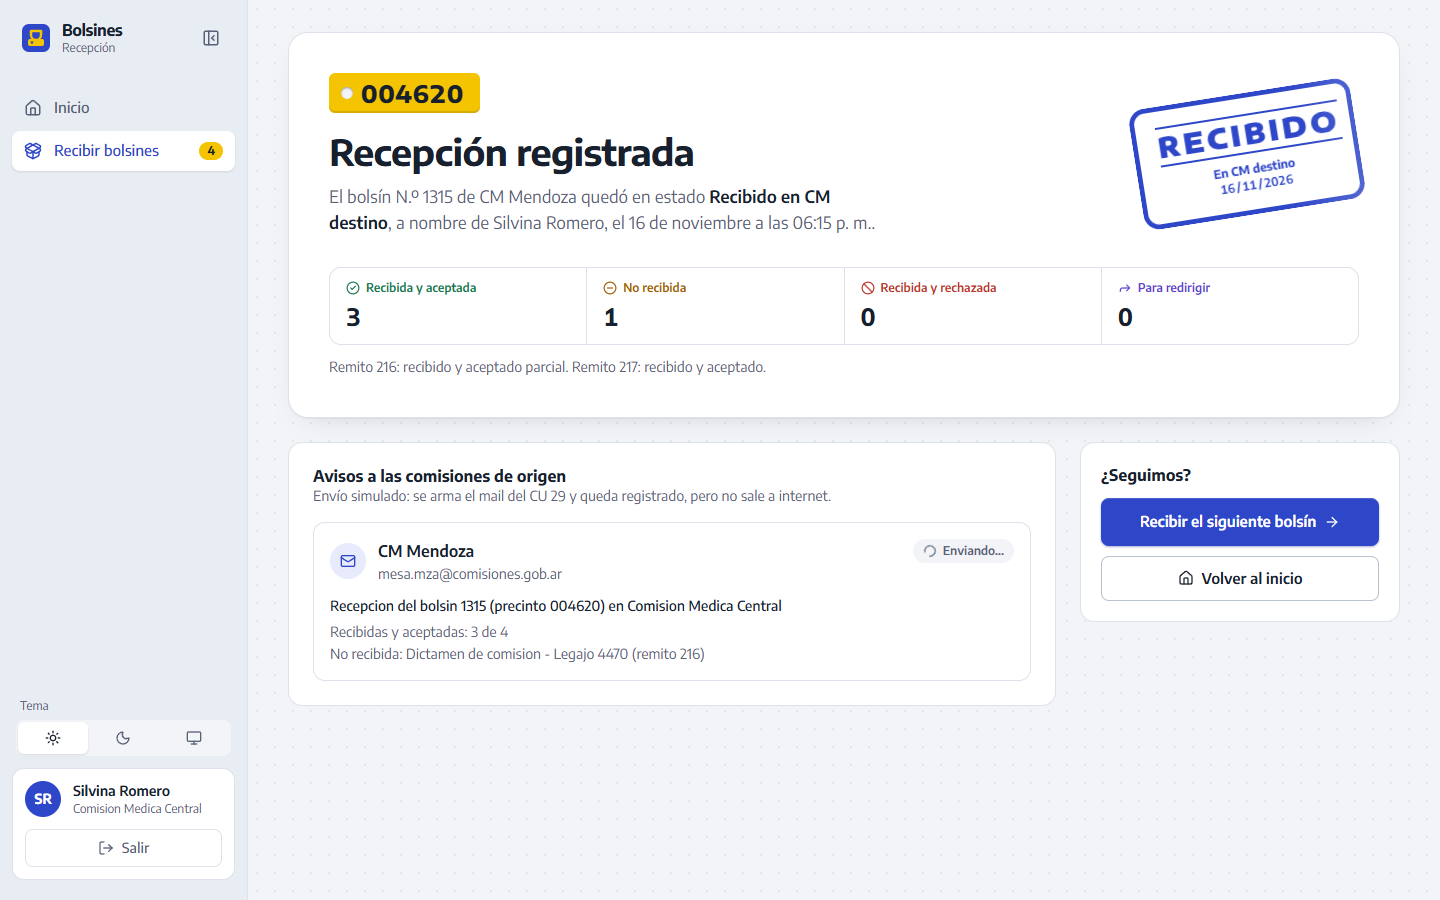 Bolsines
Recepción
Inicio
Recibir bolsines
4
Tema
SR
Silvina Romero
Comision Medica Central
Salir
004620
Recepción registrada
El bolsín N.º 1315 de CM Mendoza quedó en estado Recibido en CM
destino, a nombre de Silvina Romero, el 16 de noviembre a las 06:15 p. m..
RECIBIDO
En CM destino
16/11/2026
Recibida y aceptada
3
No recibida
1
Recibida y rechazada
0
Para redirigir
0
Remito 216: recibido y aceptado parcial. Remito 217: recibido y aceptado.
Avisos a las comisiones de origen
Envío simulado: se arma el mail del CU 29 y queda registrado, pero no sale a internet.
CM Mendoza
mesa.mza@comisiones.gob.ar
Enviando...
Recepcion del bolsin 1315 (precinto 004620) en Comision Medica Central
Recibidas y aceptadas: 3 de 4
No recibida: Dictamen de comision - Legajo 4470 (remito 216)
¿Seguimos?
Recibir el siguiente bolsín
Volver al inicio